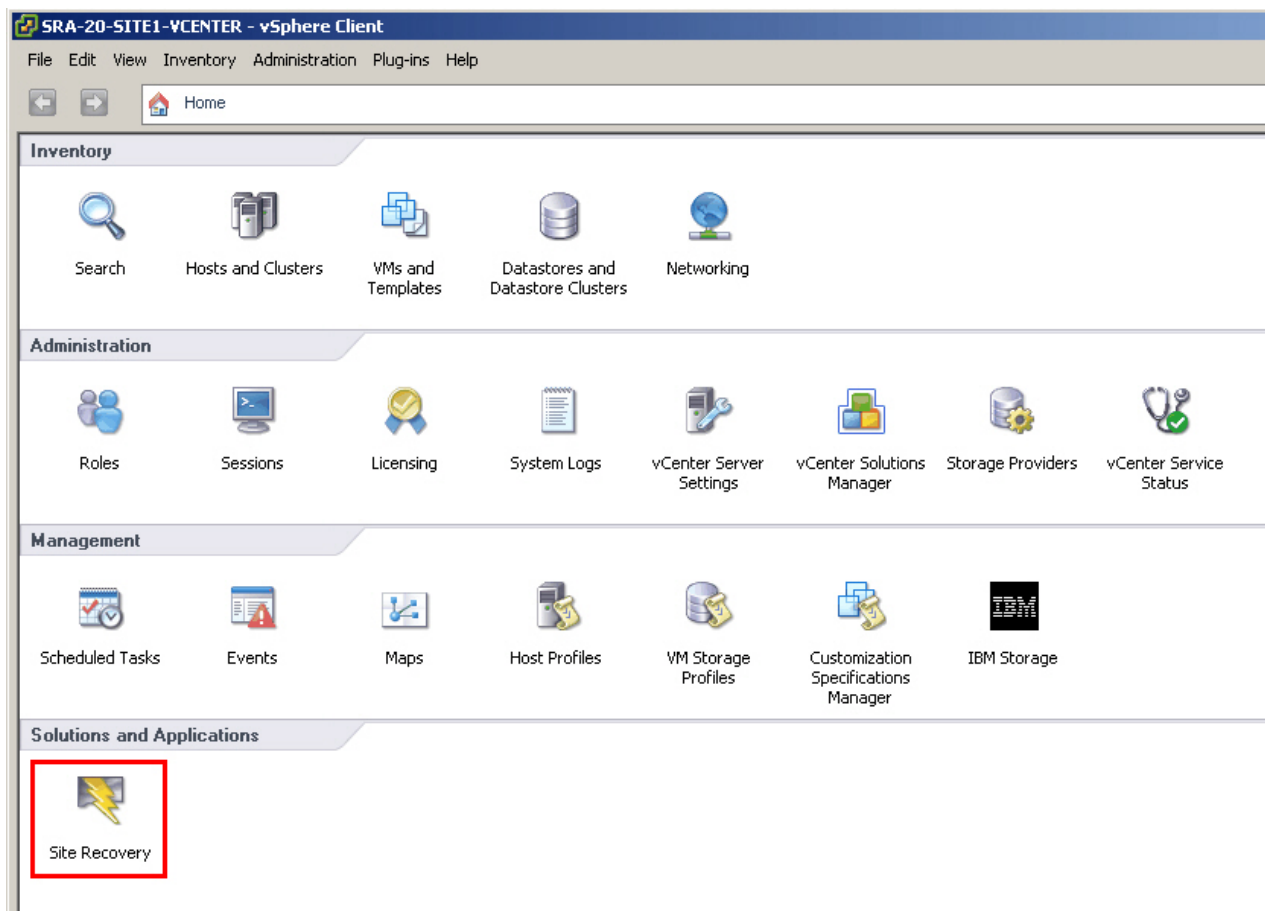 SRA-20-SITE1-VCENTER - vSphere Client
File Edit View Inventory Administration Plug-ins Help
Home
Inventory
Search
Hosts and Clusters
VMs and
Templates
Datastores and
Datastore Clusters
Networking
Administration
Roles
Sessions
Licensing
System Logs
vCenter Server
Settings
vCenter Solutions
Manager
Storage Providers
vCenter Service
Status
Management
Scheduled Tasks
Events
Maps
Host Profiles
VM Storage
Profiles
Customization
Specifications
Manager
IBM
IBM Storage
Solutions and Applications
Site Recovery